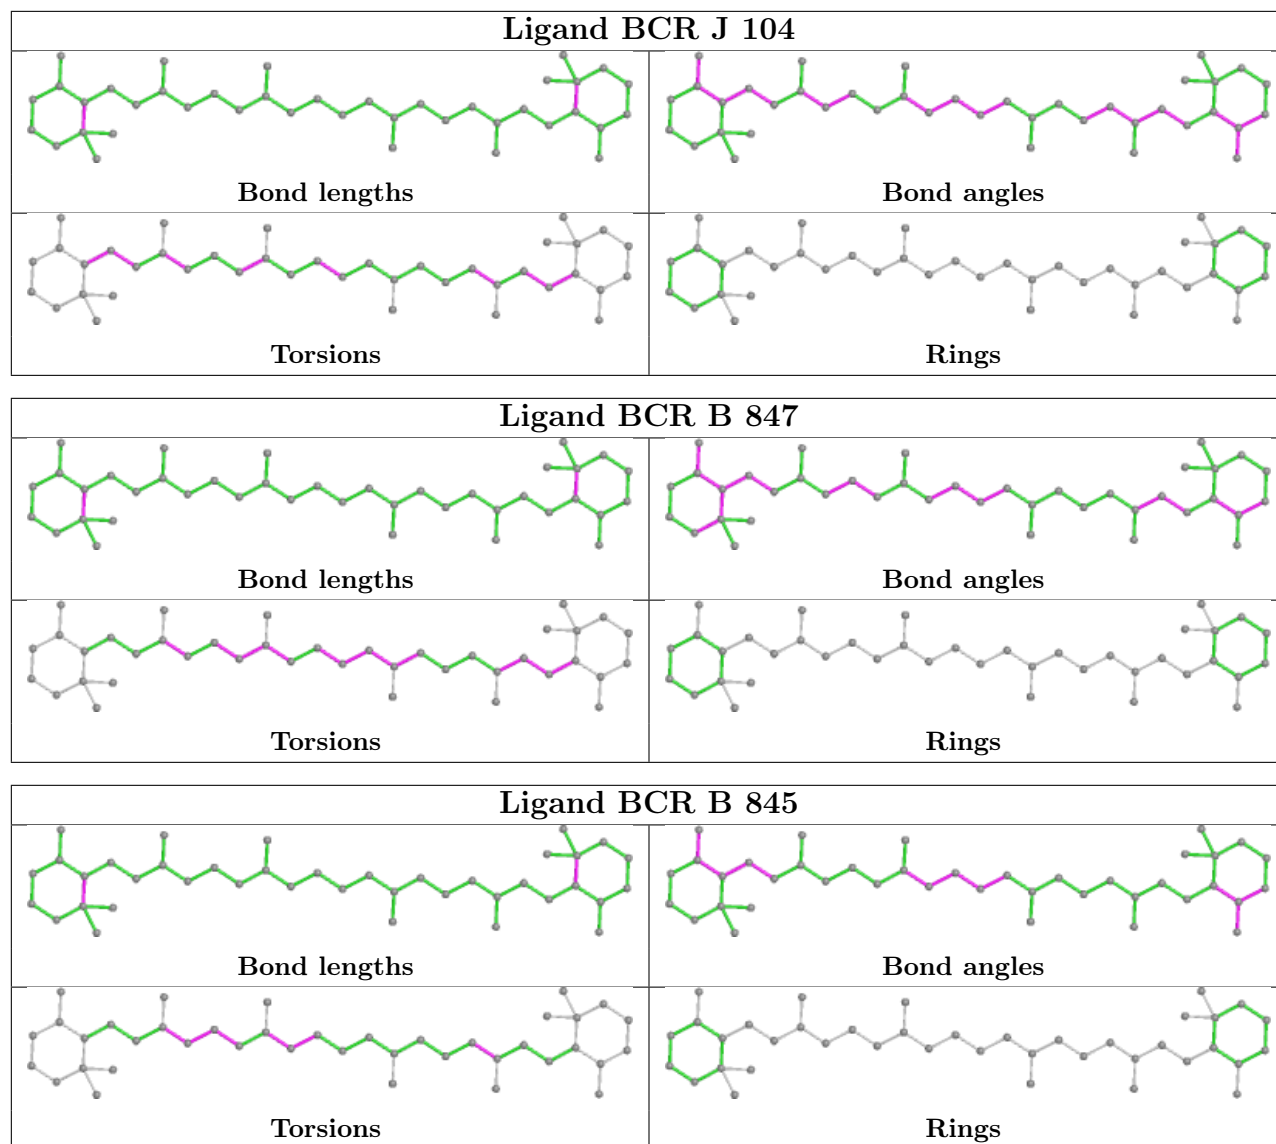 Ligand BCR J 104
Bond lengths
Bond angles
Torsions
Rings
Ligand BCR B 847
Bond lengths
Bond angles
Torsions
Rings
Ligand BCR B 845
Bond lengths
Bond angles
Torsions
Rings